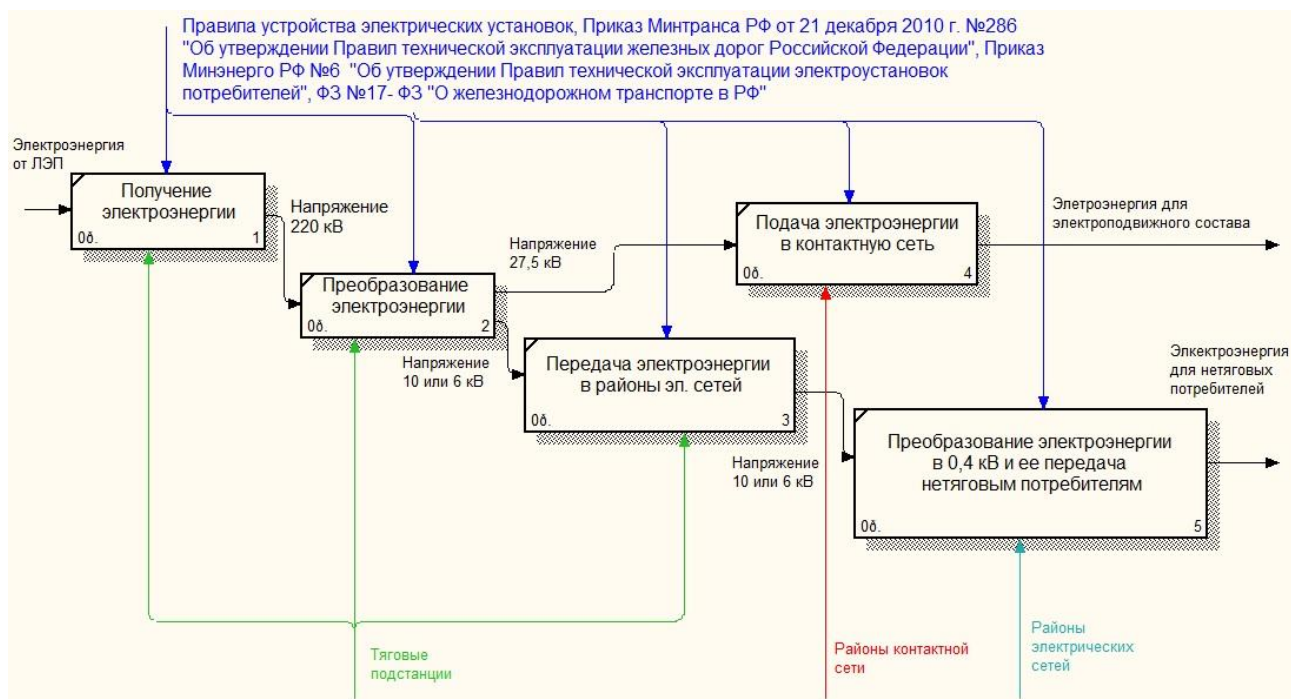 Правила устройства электрических установок, Приказ Минтранса РФ от 21 декабря 2010 г. №286
"Об утверждении Правил технической эксплуатации железных дорог Российской Федерации", Приказ
Минэнерго РФ №6 "Об утверждении Правил технической эксплуатации электроустановок
потребителей", ФЗ №17- ФЗ "О железнодорожном транспорте в РФ"
Электроэнергия
от ЛЭП
Получение
электроэнергии
0ð.
1
Напряжение
220 кВ
Преобразование
электроэнергии
0ð.
2
Напряжение
27,5 кВ
Подача электроэнергии
в контактную сеть
0ð.
4
Элетроэнергия для
электроподвижного состава
Напряжение
10 или 6 кВ
Передача электроэнергии
в районы эл. сетей
0ð.
3
Напряжение
10 или 6 кВ
Преобразование электроэнергии
в 0,4 кВ и ее передача
нетяговым потребителям
0ð.
5
Элкектроэнергия
для нетяговых
потребителей
Тяговые
подстанции
Районы контактной
сети
Районы
электрических
сетей